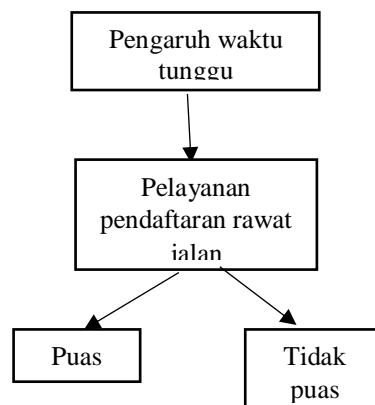 Pengaruh waktu
tunggu
Pelayanan
pendaftaran rawat
jalan
Puas
Tidak
puas